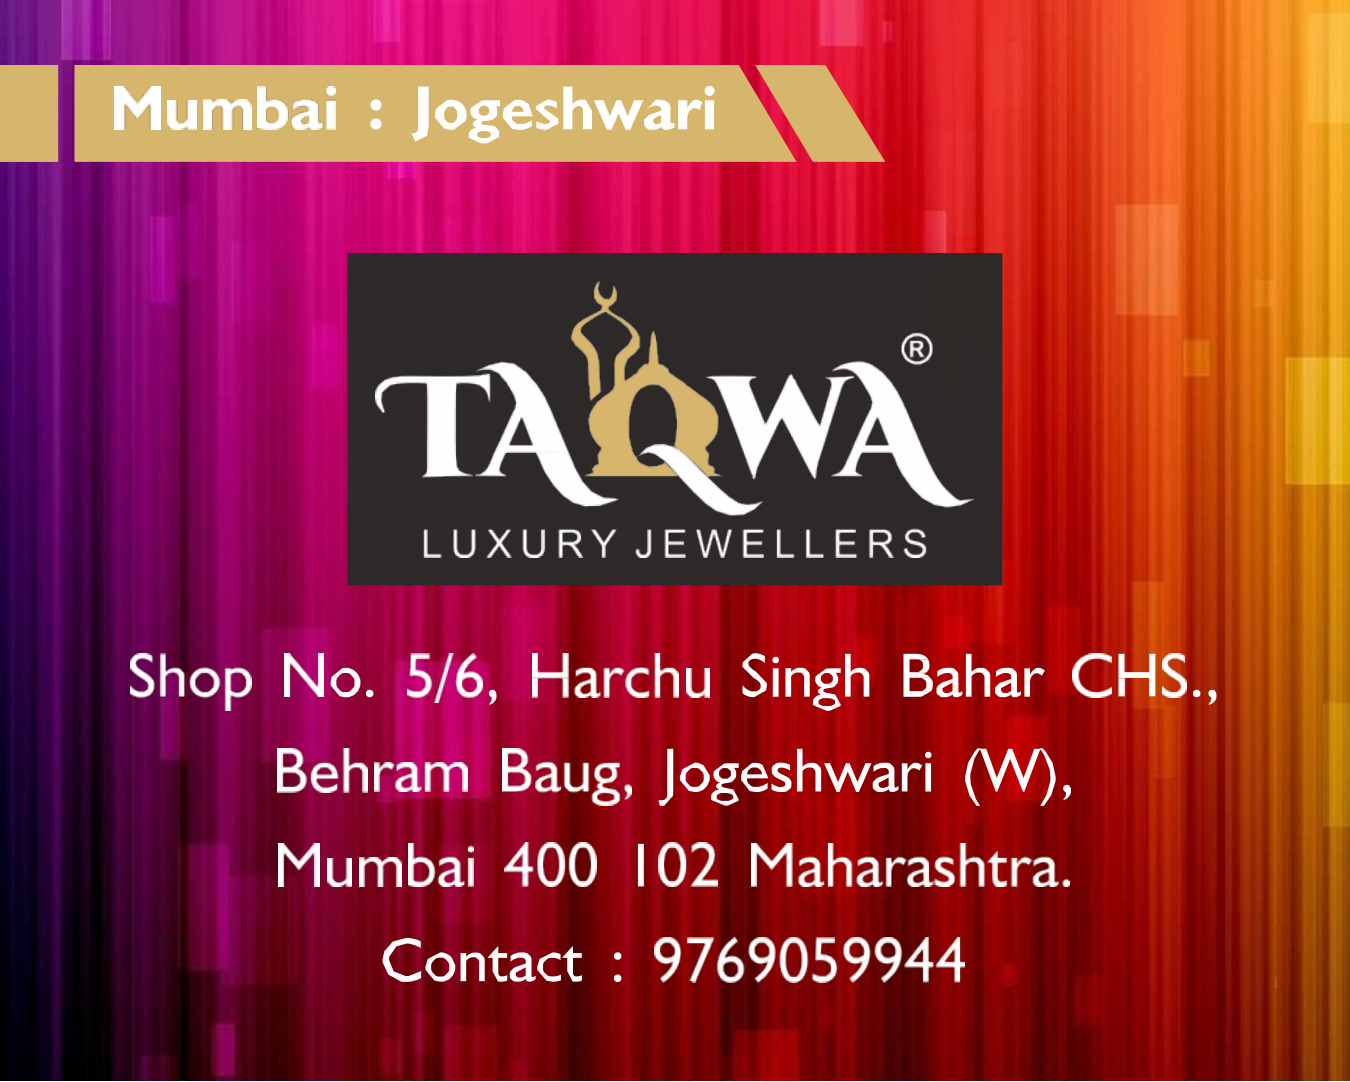 Mumbai : Jogeshwari
TAQWA®
LUXURY JEWELLERS
Shop No. 5/6, Harchu Singh Bahar CHS.,
Behram Baug, Jogeshwari (W),
Mumbai 400 102 Maharashtra.
Contact : 9769059944